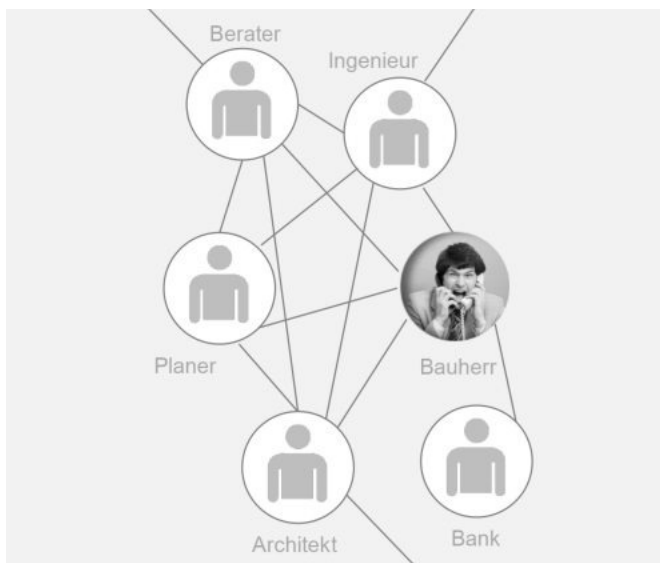 Berater
Ingenieur
Planer
Bauherr
Architekt
Bank